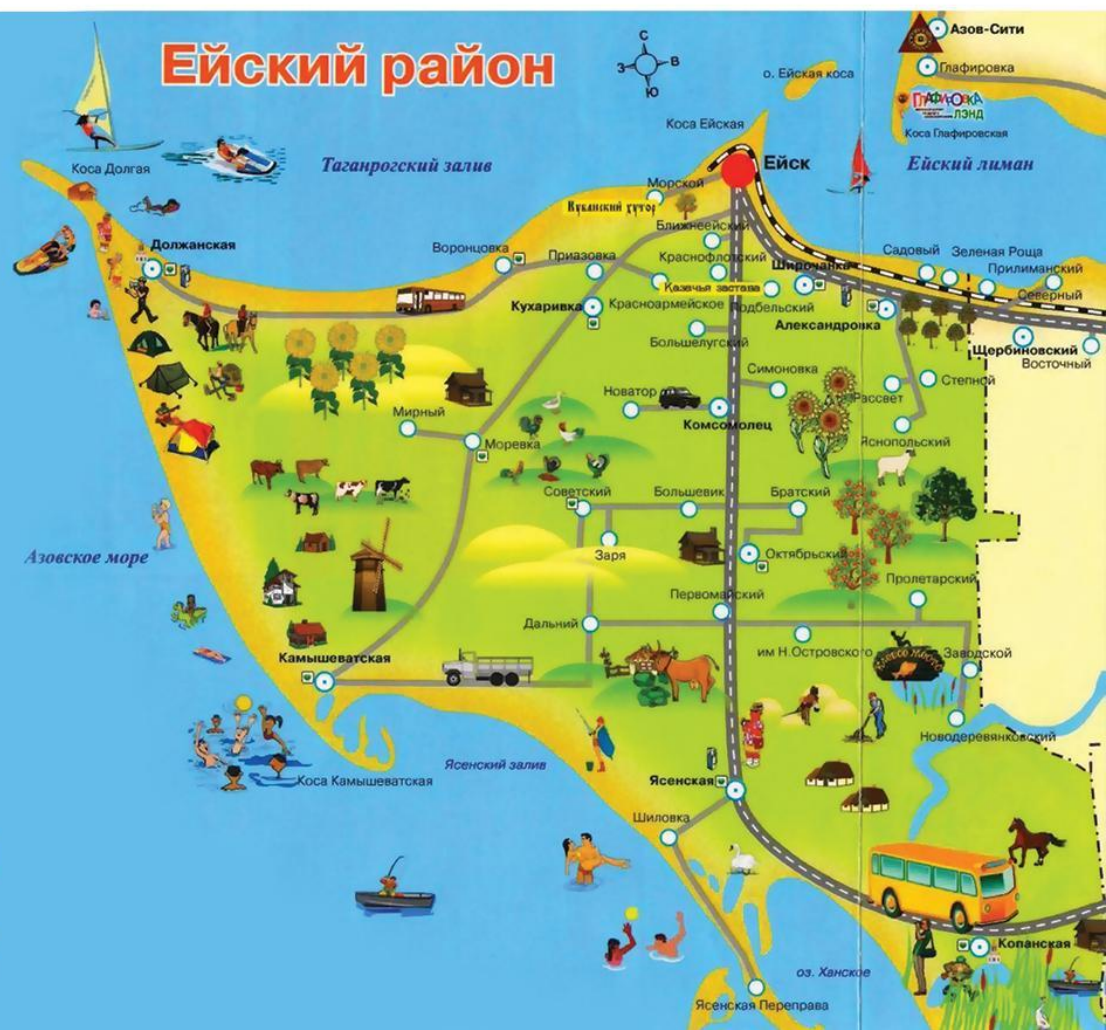 Ейский район
С
З
В
Ю
о. Ейская коса
Азов-Сити
Глафировка
ГЛАФИРОВКА
ЛЭНД
Коса Глафировская
Коса Ейская
Ейск
Ейский лиман
Коса Долгая
Таганрогский залив
Морской
Кубанский хутор
Ближнеейский
Должанская
Воронцовка
Приазовка
Краснофлотский
Широчанка
Садовый
Зеленая Роща
Прилиманский
Казачья застава
Северный
Кухаривка
Красноармейское
Подбельский
Александровка
Большелугский
Щербиновский
Восточный
Симоновка
Степной
Рассвет
Новатор
Мирный
Комсомолец
Моревка
Яснопольский
Советский
Большевик
Братский
Азовское море
Заря
Октябрьский
Пролетарский
Первомайский
Дальний
им Н.Островского
Заводской
Камышеватская
Новодеревянковский
Ясенский залив
Коса Камышеватская
Ясенская
Шиловка
Копанская
оз. Ханское
Ясенская Переправа